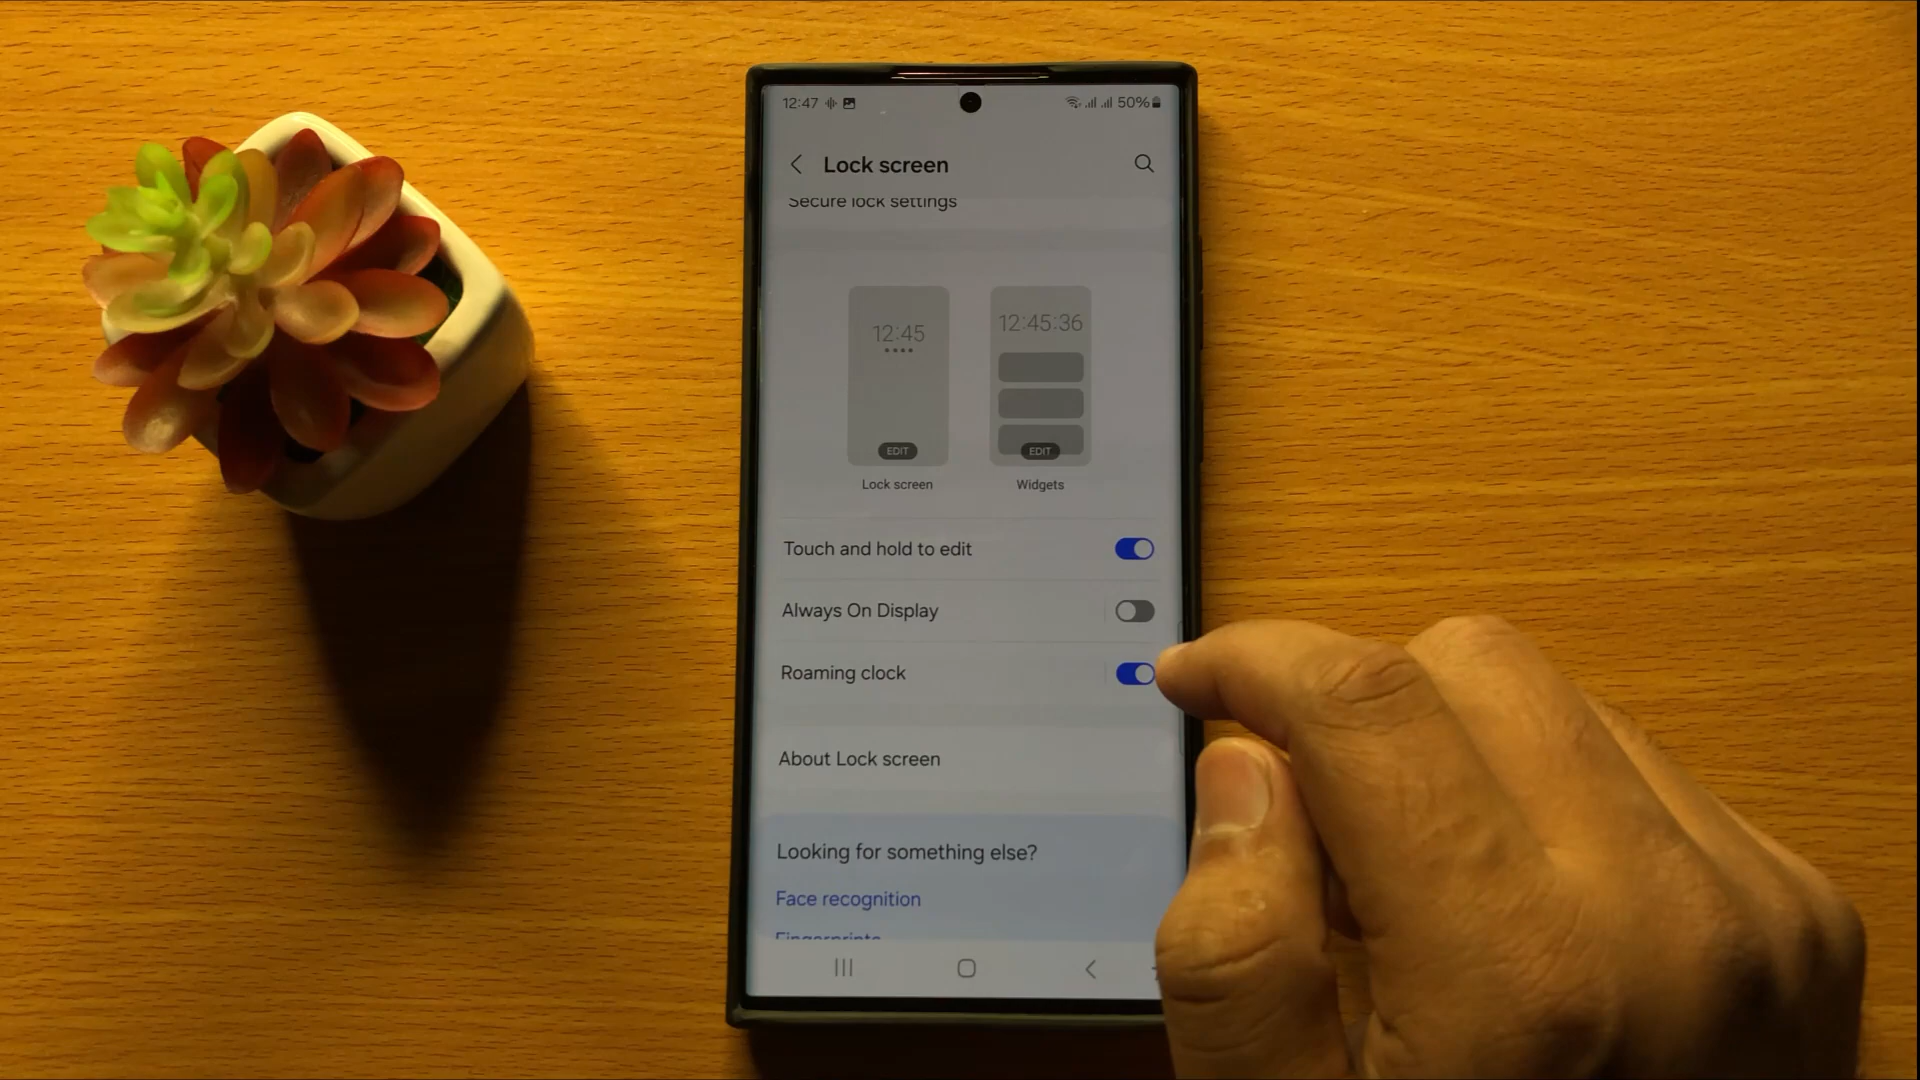 12:47 50%
Lock screen
Secure lock settings
12:45
12:45:36
EDIT EDIT
Lock screen Widgets
Touch and hold to edit
Always On Display
Roaming clock
About Lock screen
Looking for something else?
Face recognition
Fingerprints